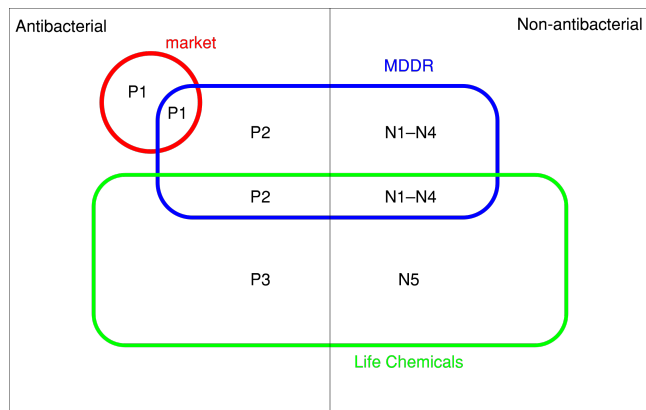 Antibacterial
Non-antibacterial
market
MDDR
P1
P1
P2
N1–N4
P2
N1–N4
P3
N5
Life Chemicals